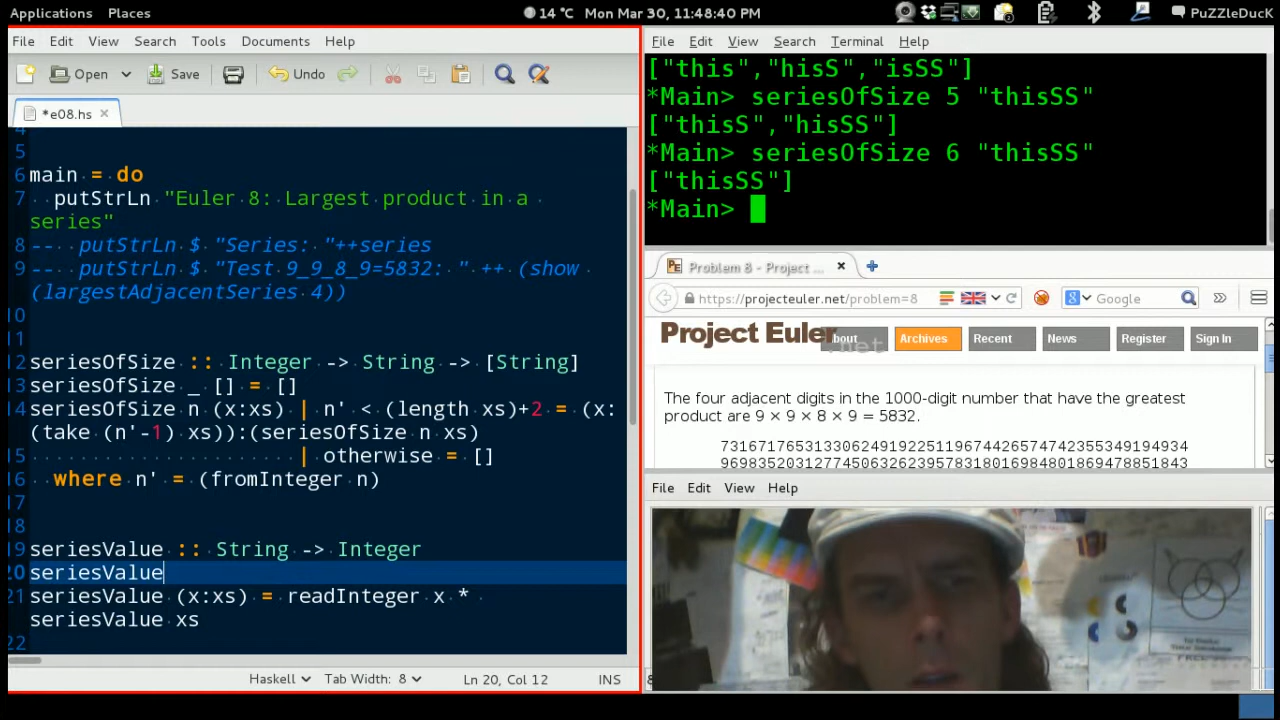 Applications Places 14 °C Mon Mar 30, 11:48:40 PM PuZZleDucK
File Edit View Search Tools Documents Help
Open Save Undo
*e08.hs
4
5
6 main = do
7 putStrLn "Euler 8: Largest product in a
series"
8 -- putStrLn $ "Series: "++series
9 -- putStrLn $ "Test 9_9_8_9=5832: " ++ (show
(largestAdjacentSeries 4))
10
11
12 seriesOfSize :: Integer -> String -> [String]
13 seriesOfSize _ [] = []
14 seriesOfSize n (x:xs) | n' < (length xs)+2 = (x:
(take (n'-1) xs)):(seriesOfSize n xs)
15 | otherwise = []
16 where n' = (fromInteger n)
17
18
19 seriesValue :: String -> Integer
20 seriesValue
21 seriesValue (x:xs) = readInteger x *
seriesValue xs
22
Haskell Tab Width: 8 Ln 20, Col 12 INS
File Edit View Search Terminal Help
["this","hisS","isSS"]
*Main> seriesOfSize 5 "thisSS"
["thisS","hisSS"]
*Main> seriesOfSize 6 "thisSS"
["thisSS"]
*Main>
Problem 8 - Project ...
https://projecteuler.net/problem=8 Google
Project Euler .net About Archives Recent News Register Sign In
The four adjacent digits in the 1000-digit number that have the greatest
product are 9 × 9 × 8 × 9 = 5832.
73167176531330624919225119674426574742355349194934
96983520312774506326239578318016984801869478851843
File Edit View Help